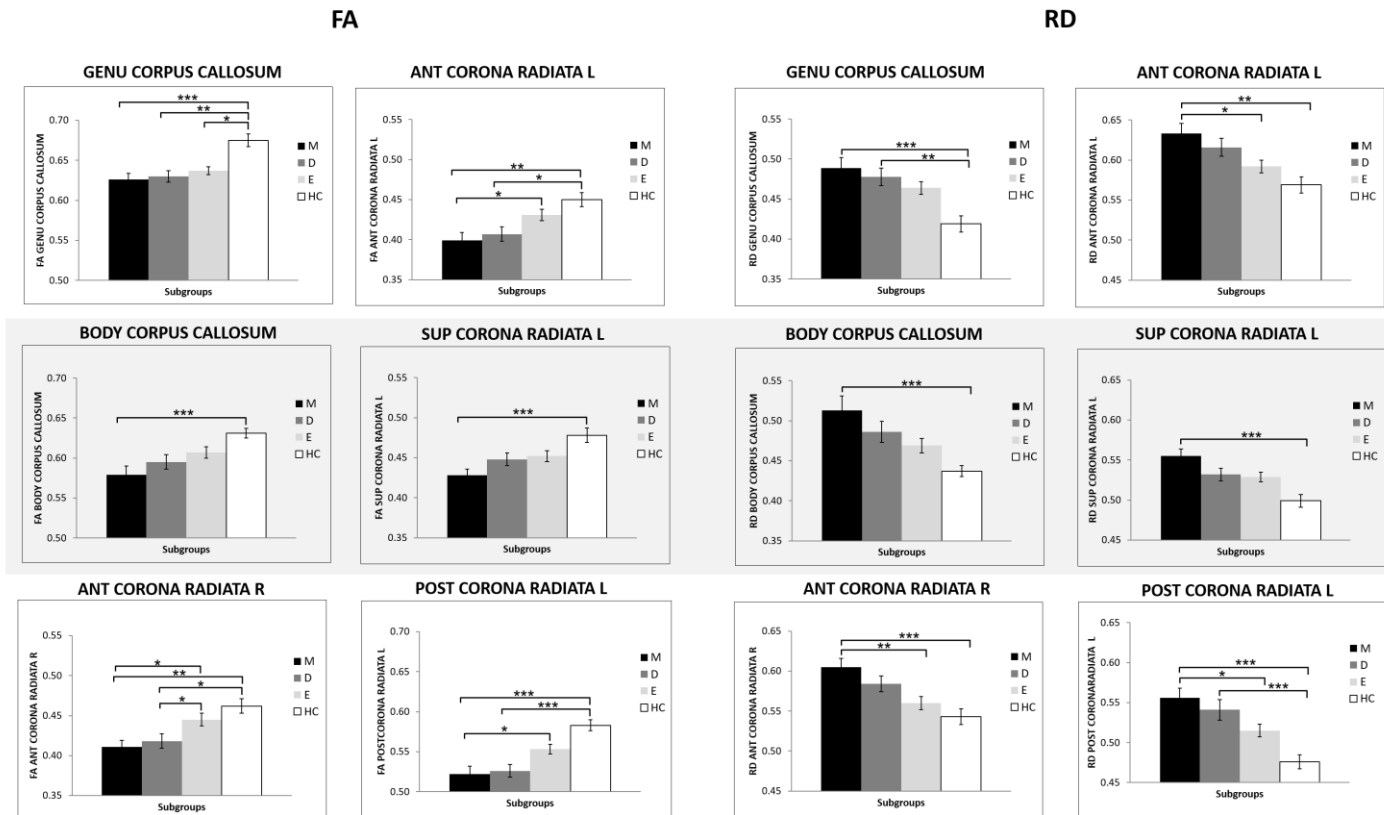 FA
RD
GENU CORPUS CALLOSUM
***
**
*
0.70
0.65
0.60
0.55
0.50
FA GENU CORPUS CALLOSUM
Subgroups
M
D
E
HC
ANT CORONA RADIATA L
**
*
*
0.55
0.50
0.45
0.40
0.35
FA ANT CORONA RADIATA L
Subgroups
M
D
E
HC
GENU CORPUS CALLOSUM
***
**
0.55
0.50
0.45
0.40
0.35
RD GENU CORPUS CALLOSUM
Subgroups
M
D
E
HC
ANT CORONA RADIATA L
**
*
0.65
0.60
0.55
0.50
0.45
RD ANT CORONA RADIATA L
Subgroups
M
D
E
HC
BODY CORPUS CALLOSUM
***
0.70
0.65
0.60
0.55
0.50
FA BODY CORPUS CALLOSUM
Subgroups
M
D
E
HC
SUP CORONA RADIATA L
***
0.55
0.50
0.45
0.40
0.35
FA SUP CORONA RADIATA L
Subgroups
M
D
E
HC
BODY CORPUS CALLOSUM
***
0.55
0.50
0.45
0.40
0.35
RD BODY CORPUS CALLOSUM
Subgroups
M
D
E
HC
SUP CORONA RADIATA L
***
0.65
0.60
0.55
0.50
0.45
RD SUP CORONA RADIATA L
Subgroups
M
D
E
HC
ANT CORONA RADIATA R
*
**
*
*
0.55
0.50
0.45
0.40
0.35
FA ANT CORONA RADIATA R
Subgroups
M
D
E
HC
POST CORONA RADIATA L
***
***
*
0.70
0.65
0.60
0.55
0.50
FA POSTCORONARADIATA L
Subgroups
M
D
E
HC
ANT CORONA RADIATA R
***
**
0.65
0.60
0.55
0.50
0.45
RD ANT CORONA RADIATA R
Subgroups
M
D
E
HC
POST CORONA RADIATA L
***
*
***
0.65
0.60
0.55
0.50
0.45
RD POST CORONARADIATA L
Subgroups
M
D
E
HC